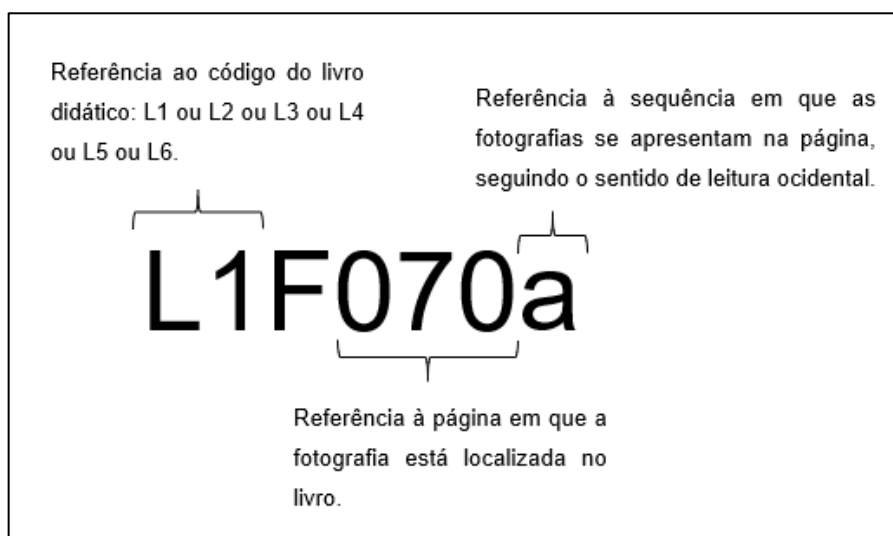 Referência ao código do livro
didático: L1 ou L2 ou L3 ou L4
ou L5 ou L6.
Referência à sequência em que as
fotografias se apresentam na página,
seguindo o sentido de leitura ocidental.
L1F070a
Referência à página em que a
fotografia está localizada no
livro.